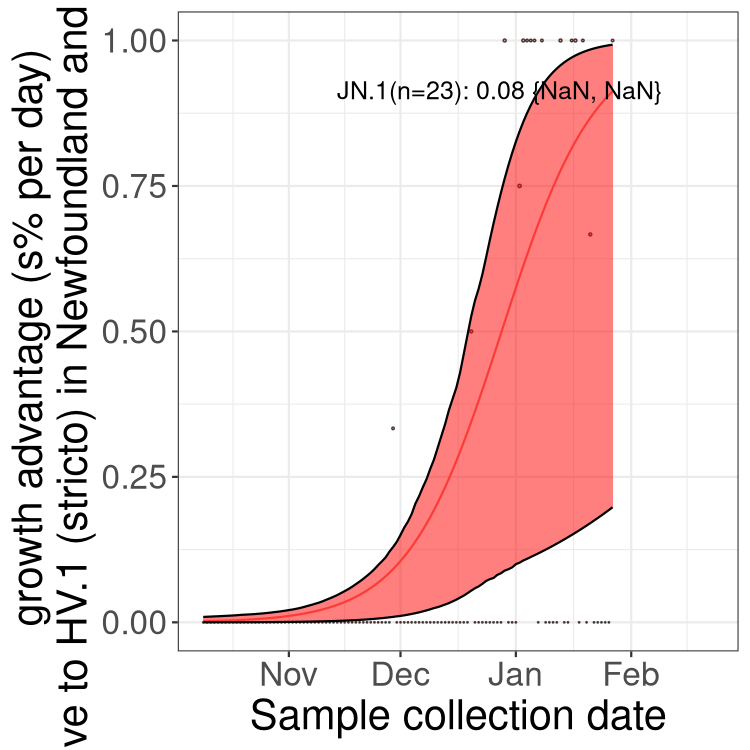 growth advantage (s% per day)
ve to HV.1 (stricto) in Newfoundland and
1.00
0.75
0.50
0.25
0.00
JN.1(n=23): 0.08 {NaN, NaN}
Nov Dec Jan Feb
Sample collection date